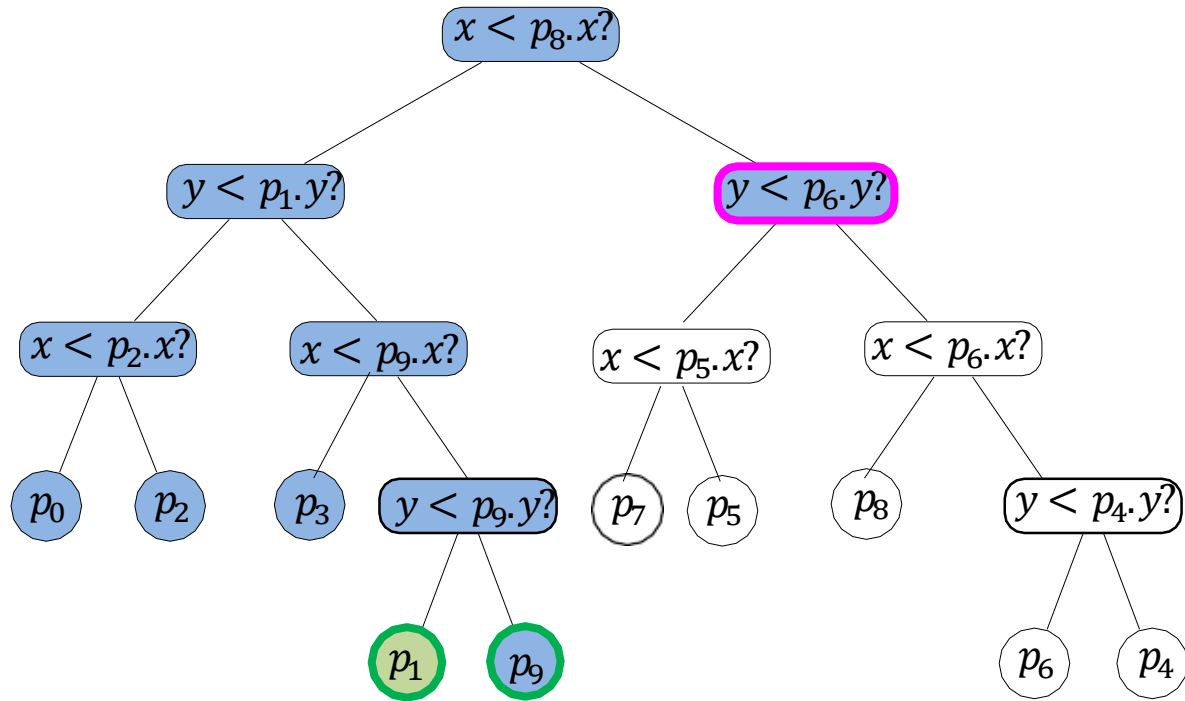 x < p₈.x?
y < p₁.y?
y < p₆.y?
x < p₂.x?
x < p₉.x?
x < p₅.x?
x < p₆.x?
p₀
p₂
p₃
y < p₉.y?
p₇
p₅
p₈
y < p₄.y?
p₁
p₉
p₆
p₄